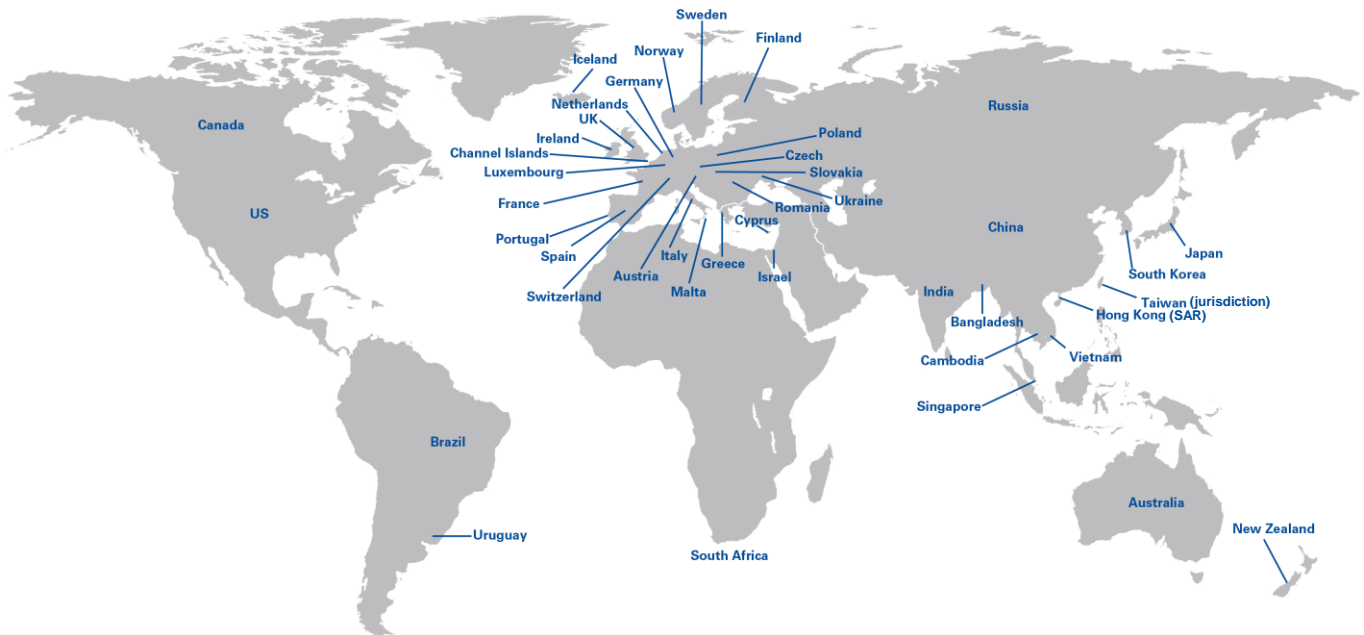 Sweden
Finland
Norway
Iceland
Germany
Netherlands
UK
Russia
Canada
Ireland
Poland
Channel Islands
Czech
Luxembourg
Slovakia
France
Ukraine
Romania
US
Cyprus
China
Portugal
Spain
Italy
Greece
Japan
Austria
Israel
South Korea
Malta
Switzerland
India
Taiwan (jurisdiction)
Hong Kong (SAR)
Bangladesh
Cambodia
Vietnam
Singapore
Brazil
Australia
Uruguay
New Zealand
South Africa